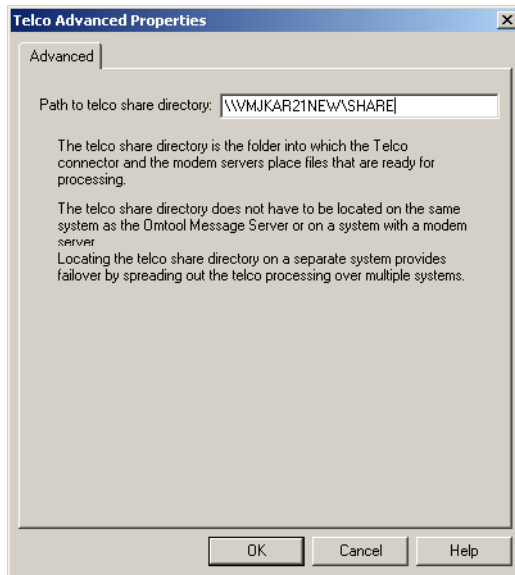 Telco Advanced Properties
Advanced
Path to telco share directory: \\VMJKAR21NEW\SHARE
The telco share directory is the folder into which the Telco
connector and the modem servers place files that are ready for
processing.
The telco share directory does not have to be located on the same
system as the Omtool Message Server or on a system with a modem
server.
Locating the telco share directory on a separate system provides
failover by spreading out the telco processing over multiple systems.
OK Cancel Help